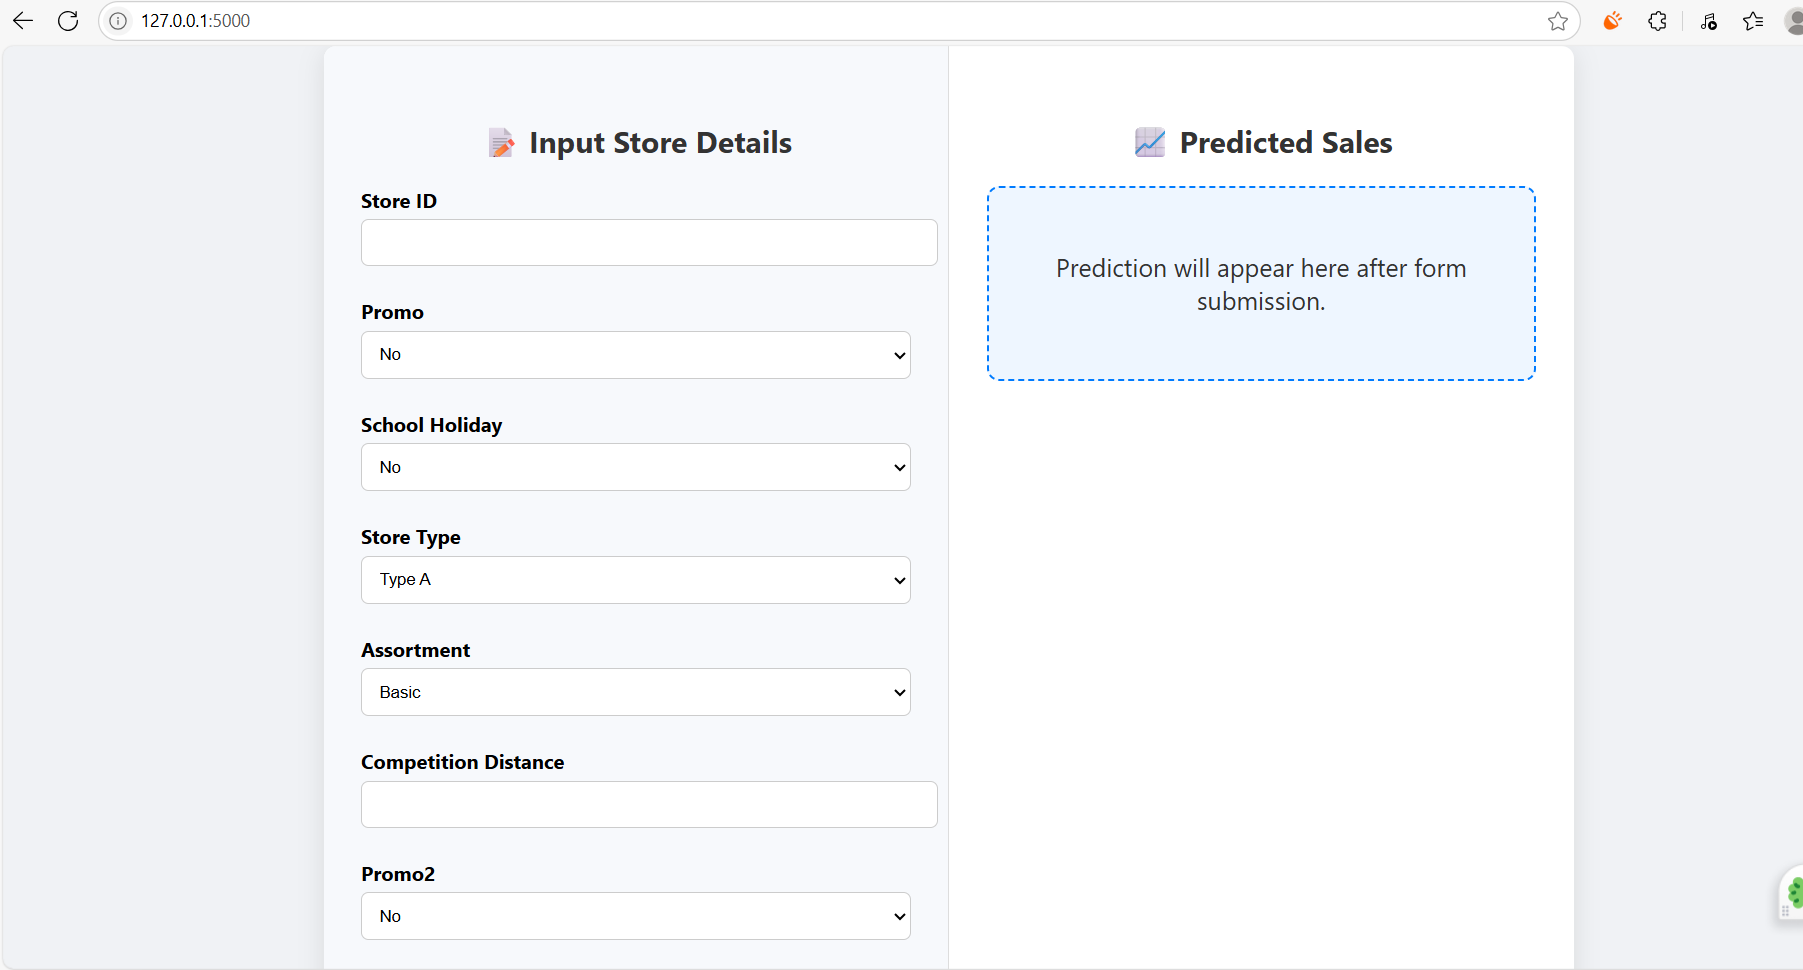 127.0.0.1:5000
Input Store Details
Store ID
Promo
No
School Holiday
No
Store Type
Type A
Assortment
Basic
Competition Distance
Promo2
No
Predicted Sales
Prediction will appear here after form
submission.